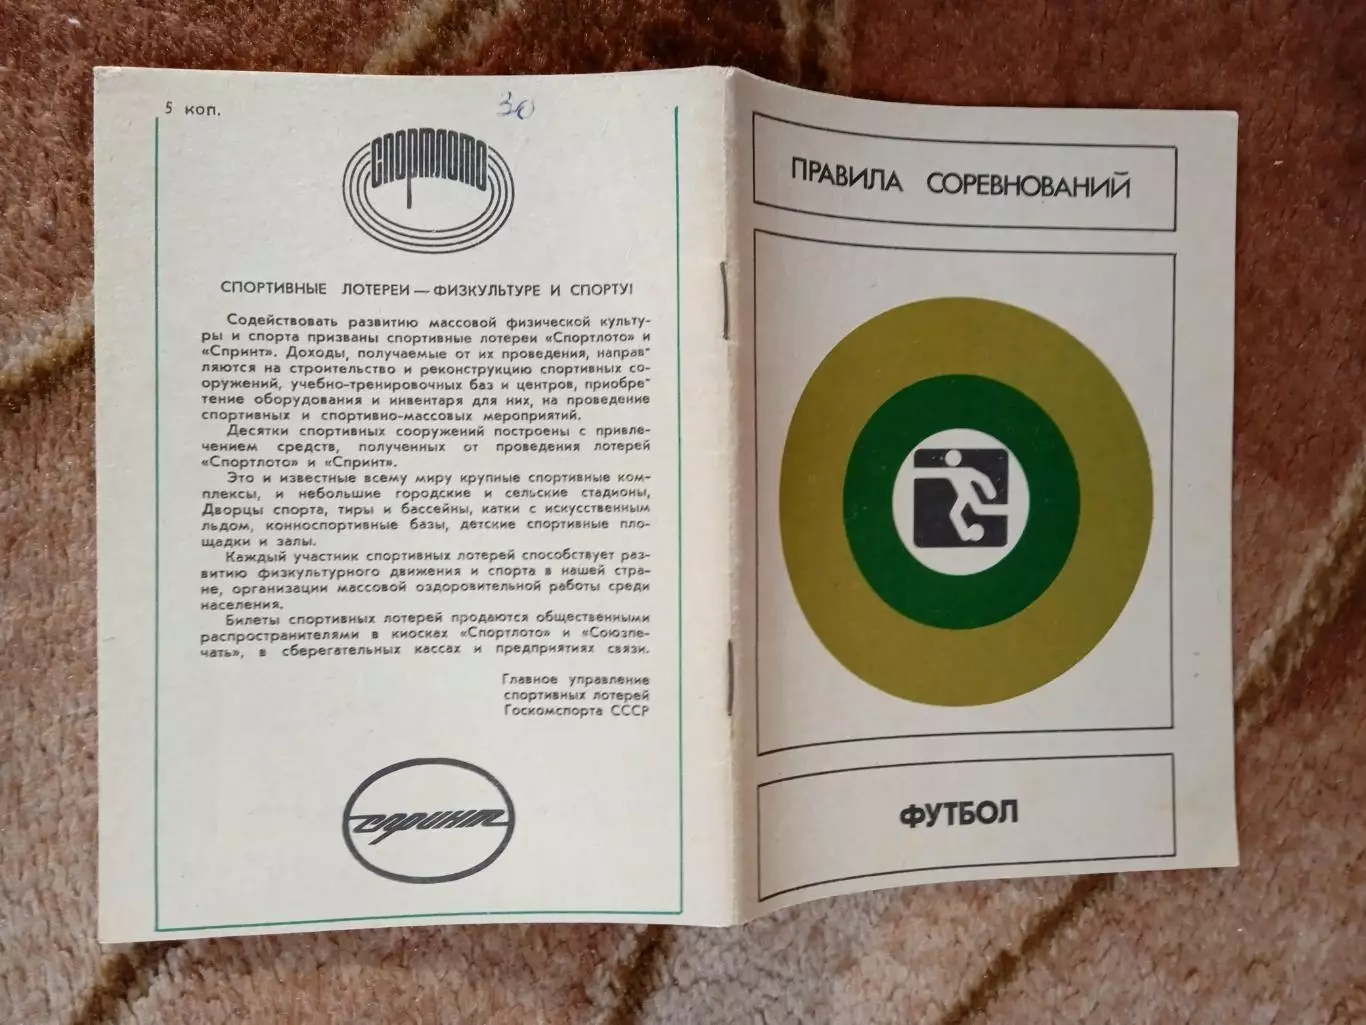 5 коп.
30
СПОРТЛОТО
СПОРТИВНЫЕ ЛОТЕРЕИ — ФИЗКУЛЬТУРЕ И СПОРТУ!
Содействовать развитию массовой физической культу-
ры и спорта призваны спортивные лотереи «Спортлото» и
«Спринт». Доходы, получаемые от их проведения, направ-
ляются на строительство и реконструкцию спортивных со-
оружений, учебно-тренировочных баз и центров, приобре-
тение оборудования и инвентаря для них, на проведение
спортивных и спортивно-массовых мероприятий.
Десятки спортивных сооружений построены с привле-
чением средств, полученных от проведения лотерей
«Спортлото» и «Спринт».
Это и известные всему миру крупные спортивные ком-
плексы, и небольшие городские и сельские стадионы,
Дворцы спорта, тиры и бассейны, катки с искусственным
льдом, конноспортивные базы, детские спортивные пло-
щадки и залы.
Каждый участник спортивных лотерей способствует раз-
витию физкультурного движения и спорта в нашей стра-
не, организации массовой оздоровительной работы среди
населения.
Билеты спортивных лотерей продаются общественными
распространителями в киосках «Спортлото» и «Союзпе-
чать», в сберегательных кассах и предприятиях связи.
Главное управление
спортивных лотерей
Госкомспорта СССР
спринт
ПРАВИЛА СОРЕВНОВАНИЙ
ФУТБОЛ